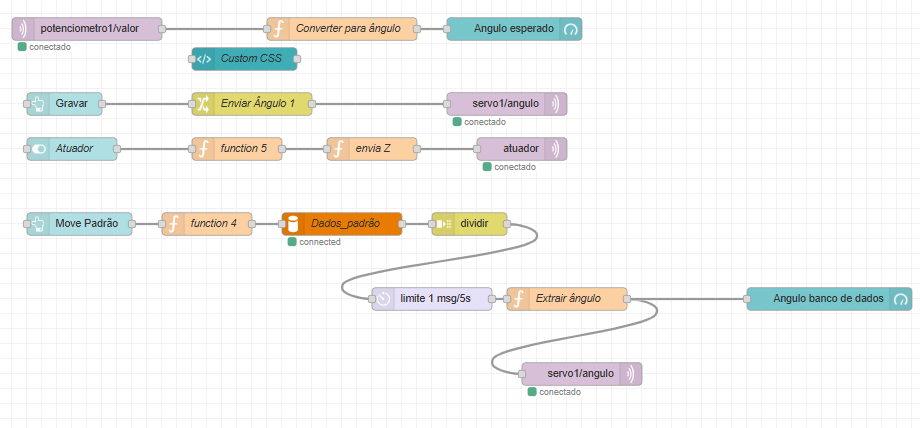 potenciometro1/valor
Converter para ângulo
Angulo esperado
conectado
Custom CSS
Gravar
Enviar Ângulo 1
servo1/angulo
conectado
Atuador
function 5
envia Z
atuador
conectado
Move Padrão
function 4
Dados_padrão
dividir
connected
limite 1 msg/5s
Extrair ângulo
Angulo banco de dados
servo1/angulo
conectado